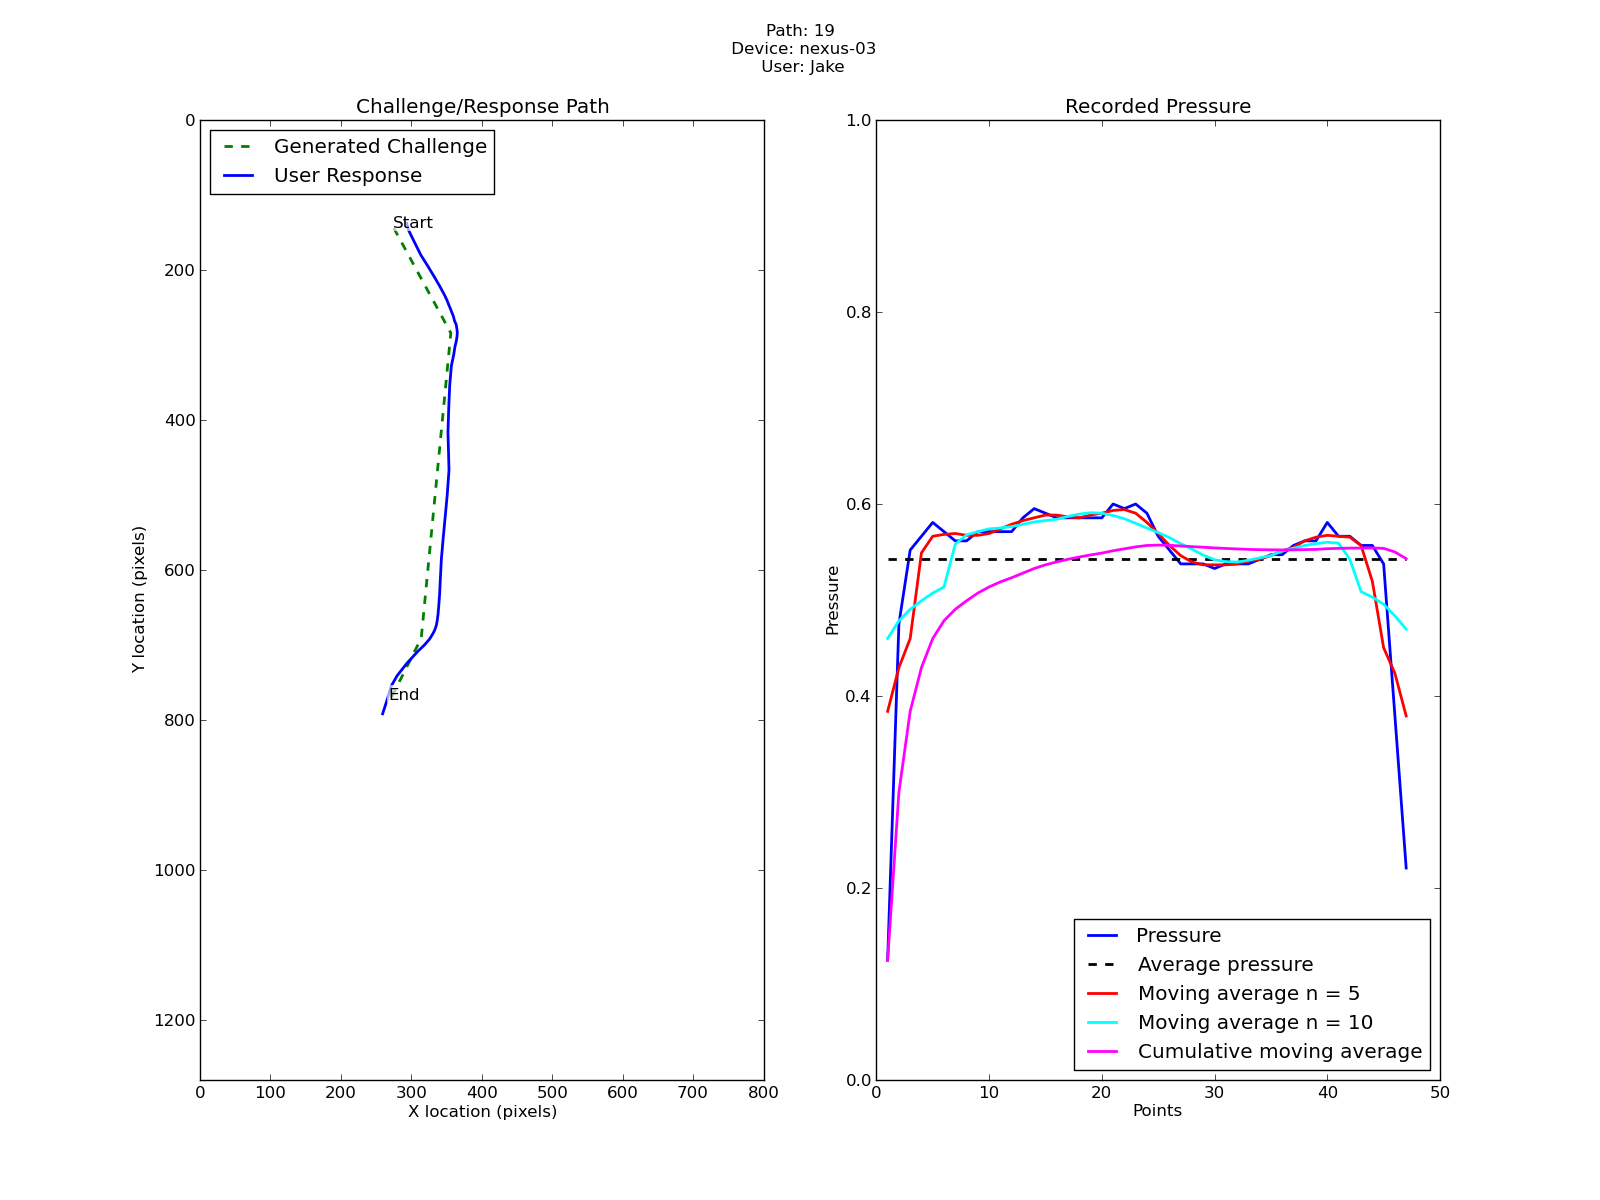 Path: 19
Device: nexus-03
User: Jake
Challenge/Response Path
0
200
400
600
800
1000
1200
Y location (pixels)
Generated Challenge
User Response
Start
End
0 100 200 300 400 500 600 700 800
X location (pixels)
Recorded Pressure
1.0
0.8
0.6
0.4
0.2
0.0
Pressure
Pressure
Average pressure
Moving average n = 5
Moving average n = 10
Cumulative moving average
0 10 20 30 40 50
Points